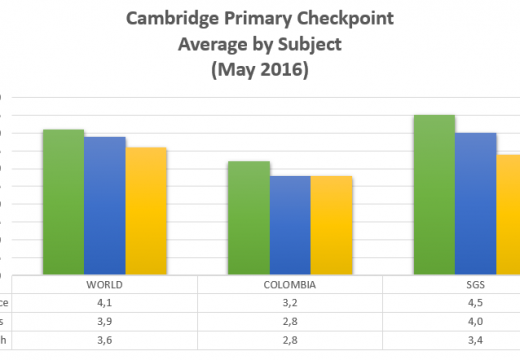 Cambridge Primary Checkpoint
Average by Subject
(May 2016)
WORLD COLOMBIA SGS
4,1 3,2 4,5
3,9 2,8 4,0
3,6 2,8 3,4